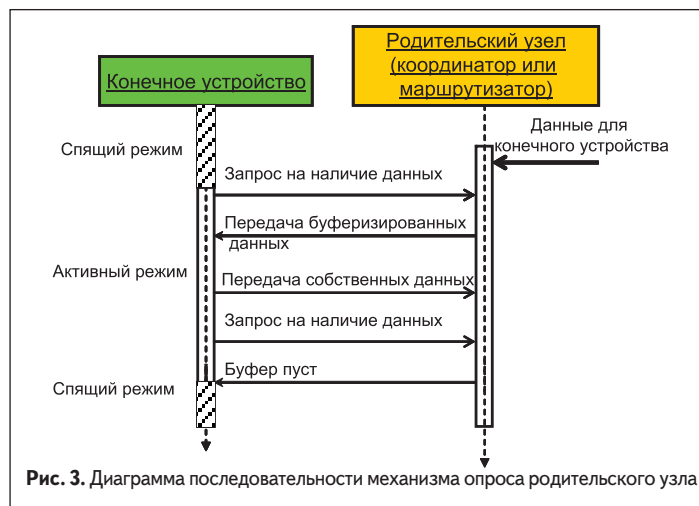 Конечное устройство
Родительский узел
(координатор или
маршрутизатор)
Данные для
конечного устройства
Спящий режим
Запрос на наличие данных
Передача буферизированных
данных
Активный режим
Передача собственных данных
Запрос на наличие данных
Буфер пуст
Спящий режим
Рис. 3. Диаграмма последовательности механизма опроса родительского узла